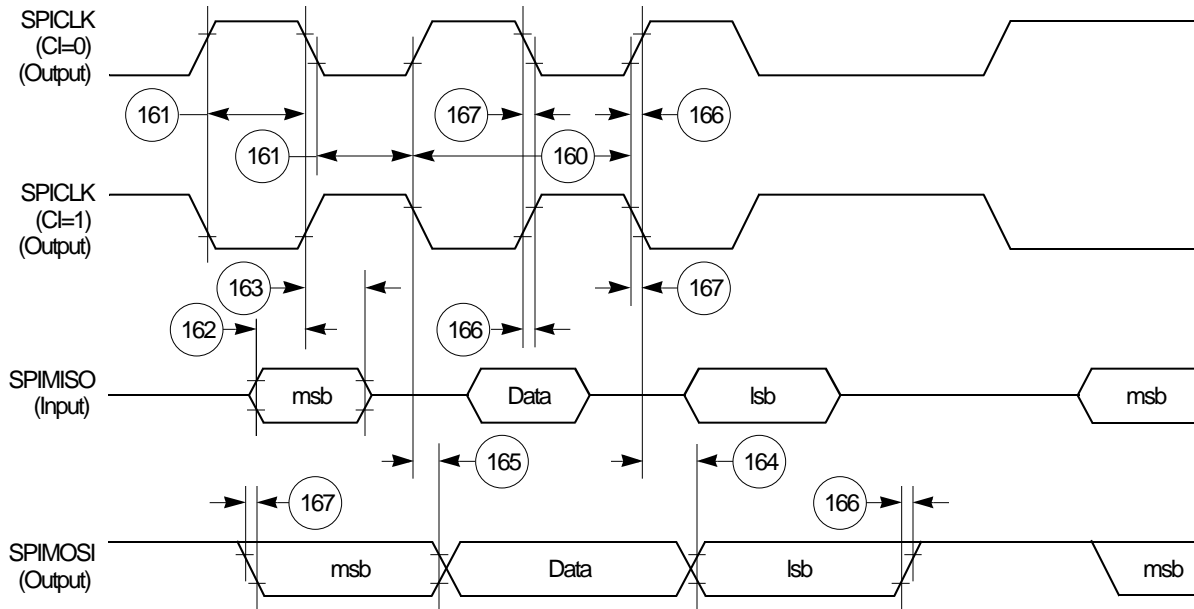 SPICLK
(CI=0)
(Output)
161
167
166
161
160
SPICLK
(CI=1)
(Output)
163
167
162
166
SPIMISO
(Input)
msb
Data
lsb
msb
165
164
167
166
SPIMOSI
(Output)
msb
Data
lsb
msb